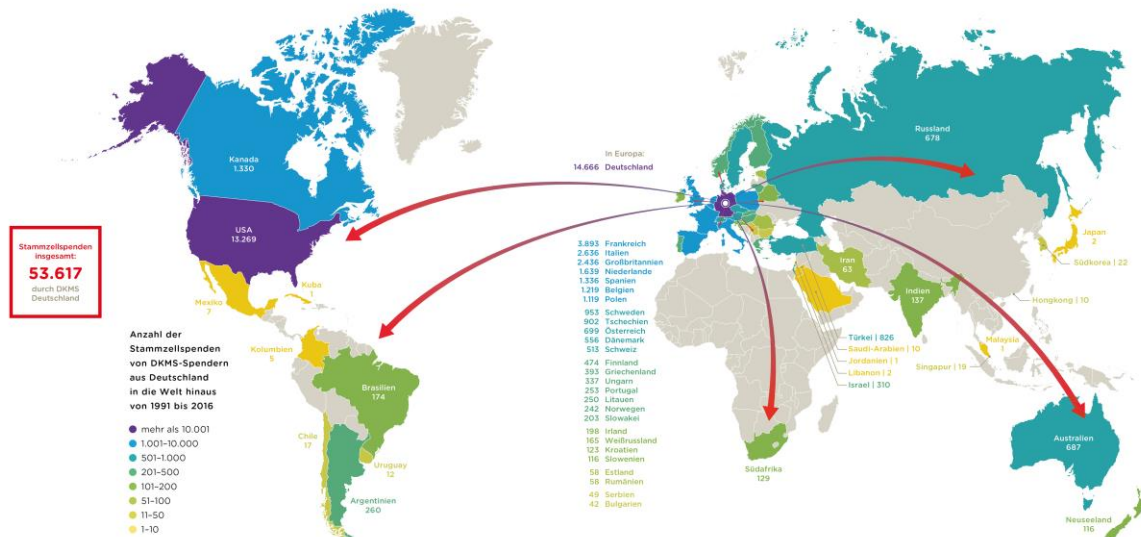 Stammzellspenden
insgesamt:
53.617
durch DKMS
Deutschland
Anzahl der
Stammzellspenden
von DKMS-Spendern
aus Deutschland
in die Welt hinaus
von 1991 bis 2016
mehr als 10.001
1.001–10.000
501–1.000
201–500
101–200
51–100
11–50
1–10
Kanada
1.330
USA
13.269
Mexiko
7
Kuba
1
Kolumbien
5
Brasilien
174
Chile
17
Uruguay
12
Argentinien
260
In Europa:
14.666 Deutschland
3.893 Frankreich
2.636 Italien
2.436 Großbritannien
1.639 Niederlande
1.336 Spanien
1.219 Belgien
1.119 Polen
953 Schweden
902 Tschechien
699 Österreich
556 Dänemark
513 Schweiz
474 Finnland
393 Griechenland
337 Ungarn
253 Portugal
250 Litauen
242 Norwegen
203 Slowakei
198 Irland
165 Weißrussland
123 Kroatien
116 Slowenien
58 Estland
58 Rumänien
49 Serbien
42 Bulgarien
Russland
678
Japan
2
Südkorea | 22
Iran
63
Indien
137
Hongkong | 10
Türkei | 826
Saudi-Arabien | 10
Jordanien | 1
Libanon | 2
Israel | 310
Malaysia
1
Singapur | 19
Südafrika
129
Australien
687
Neuseeland
116